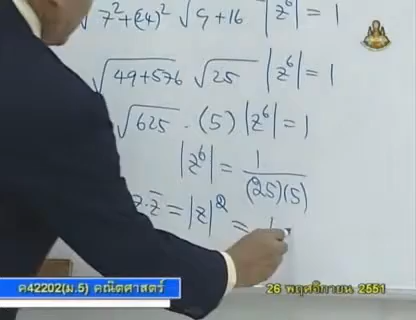 √(7²+(24)²) √(9+16) |z⁶| = 1
√(49+576) √25 |z⁶| = 1
√625 · (5) |z⁶| = 1
|z⁶| = 1/((25)(5))
z·z̅ = |z|² = 1
ค42202(ม.5) คณิตศาสตร์
26 พฤศจิกายน 2551